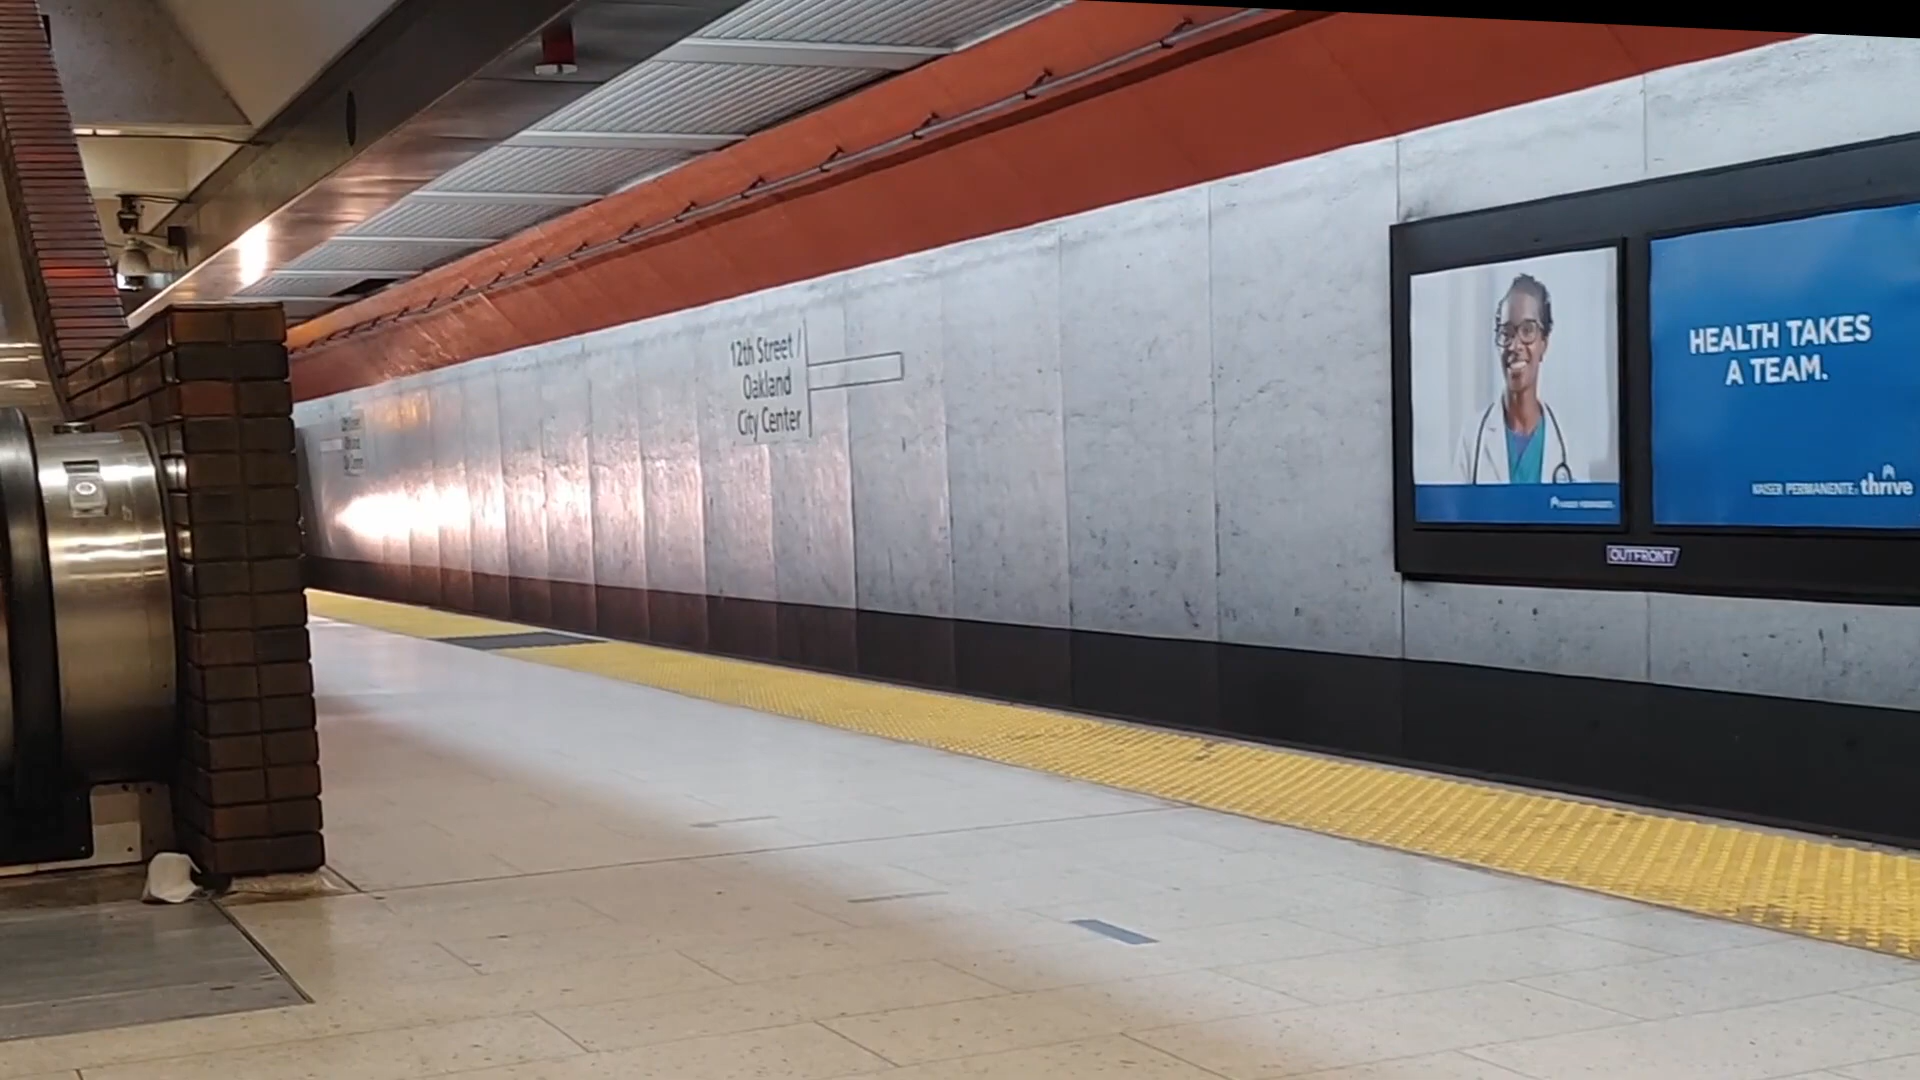 12th Street /
Oakland
City Center
HEALTH TAKES
A TEAM.
KAISER PERMANENTE® thrive
OUTFRONT